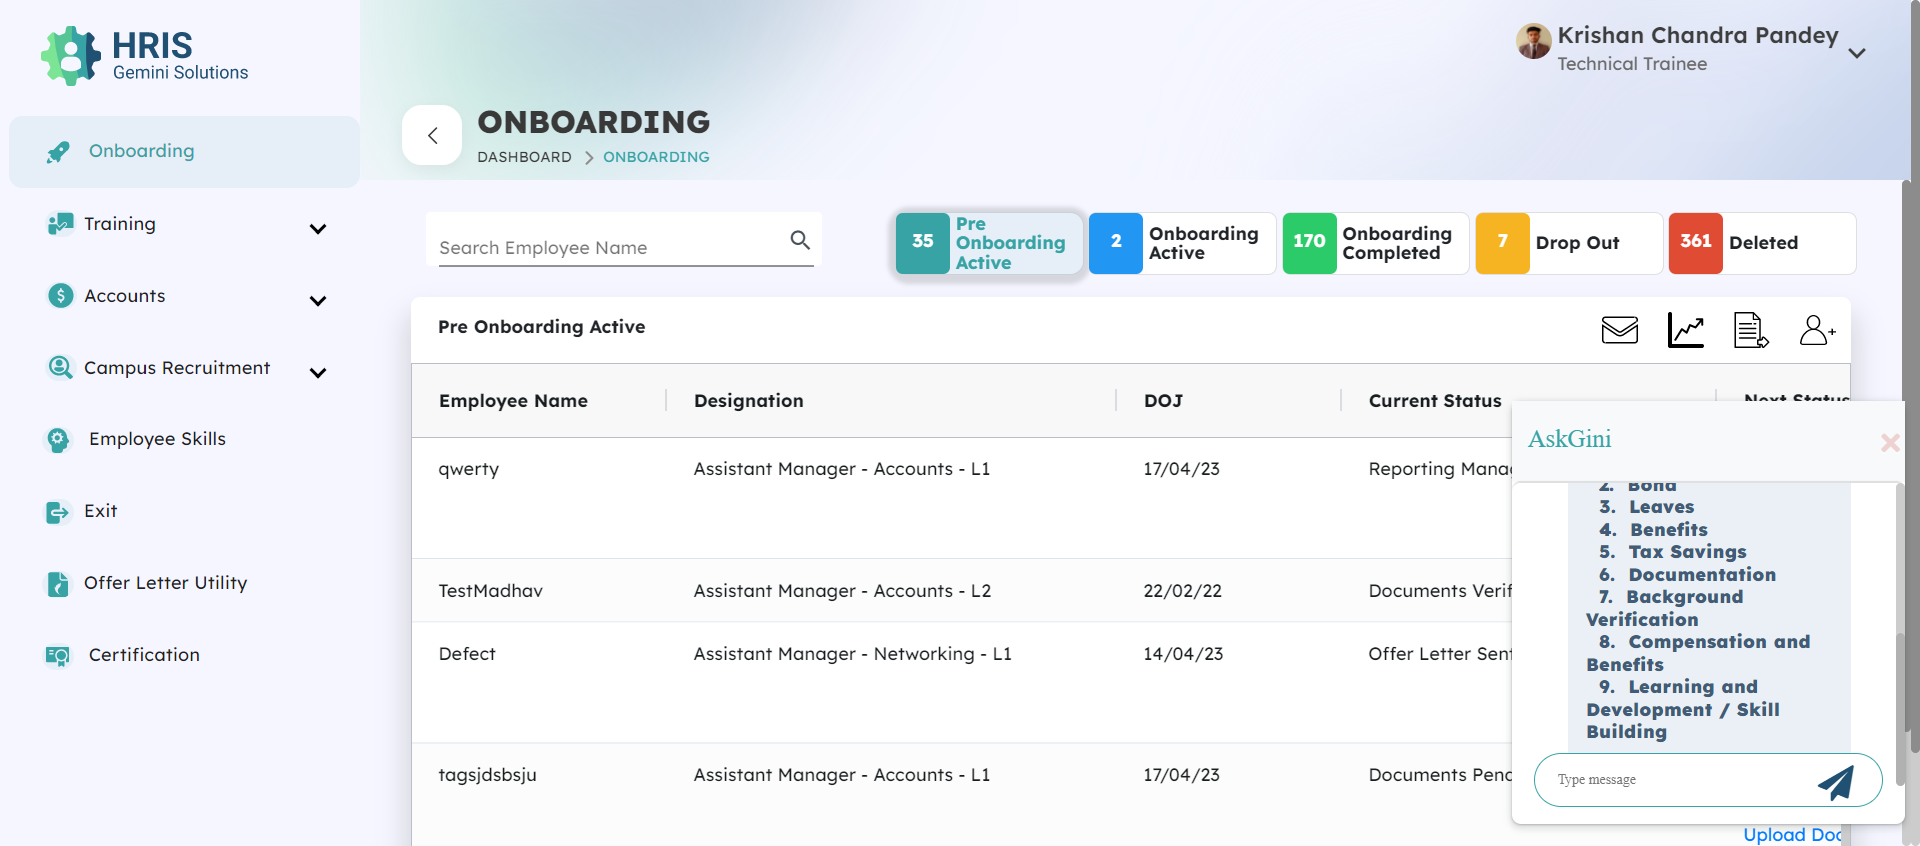 HRIS
Gemini Solutions
Krishan Chandra Pandey
Technical Trainee
ONBOARDING
DASHBOARD
ONBOARDING
Onboarding
Training
Accounts
Campus Recruitment
Employee Skills
Exit
Offer Letter Utility
Certification
Search Employee Name
35
Pre
Onboarding
Active
2
Onboarding
Active
170
Onboarding
Completed
7
Drop Out
361
Deleted
Pre Onboarding Active
Employee Name
Designation
DOJ
Current Status
Next Status
qwerty
Assistant Manager - Accounts - L1
17/04/23
Reporting Mana
TestMadhav
Assistant Manager - Accounts - L2
22/02/22
Documents Verif
Defect
Assistant Manager - Networking - L1
14/04/23
Offer Letter Sent
tagsjdsbsju
Assistant Manager - Accounts - L1
17/04/23
Documents Pend
Upload Doc
AskGini
2. Bond
3. Leaves
4. Benefits
5. Tax Savings
6. Documentation
7. Background
Verification
8. Compensation and
Benefits
9. Learning and
Development / Skill
Building
Type message